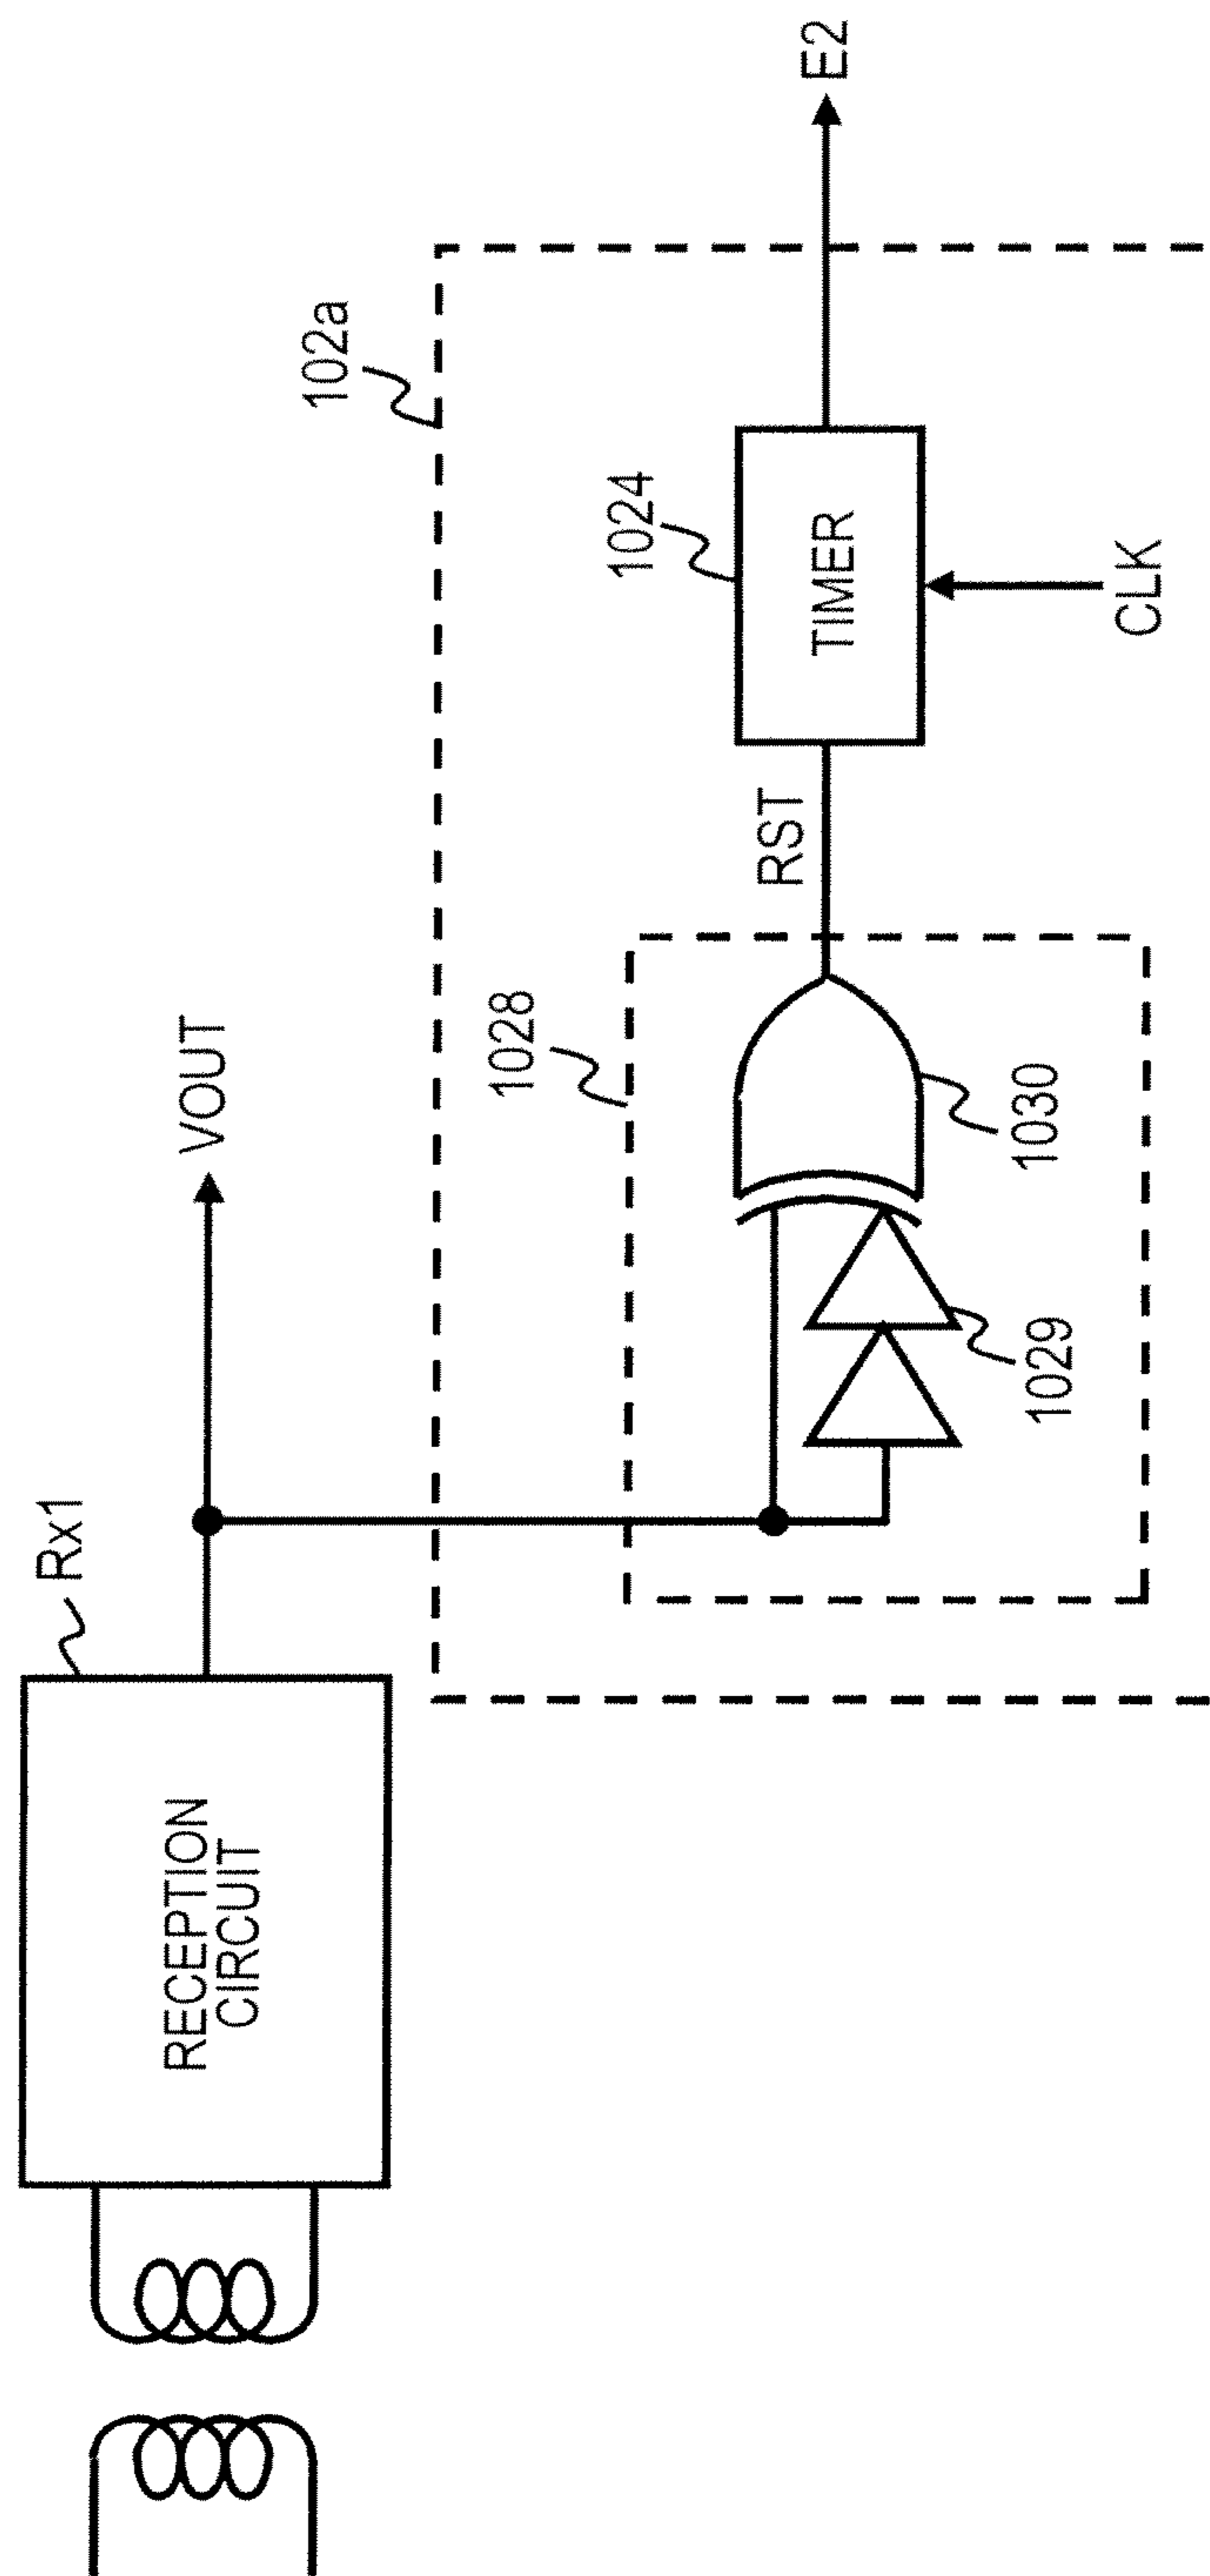 Rx1
RECEPTION
CIRCUIT
VOUT
102a
1028
1029
1030
RST
1024
TIMER
CLK
E2